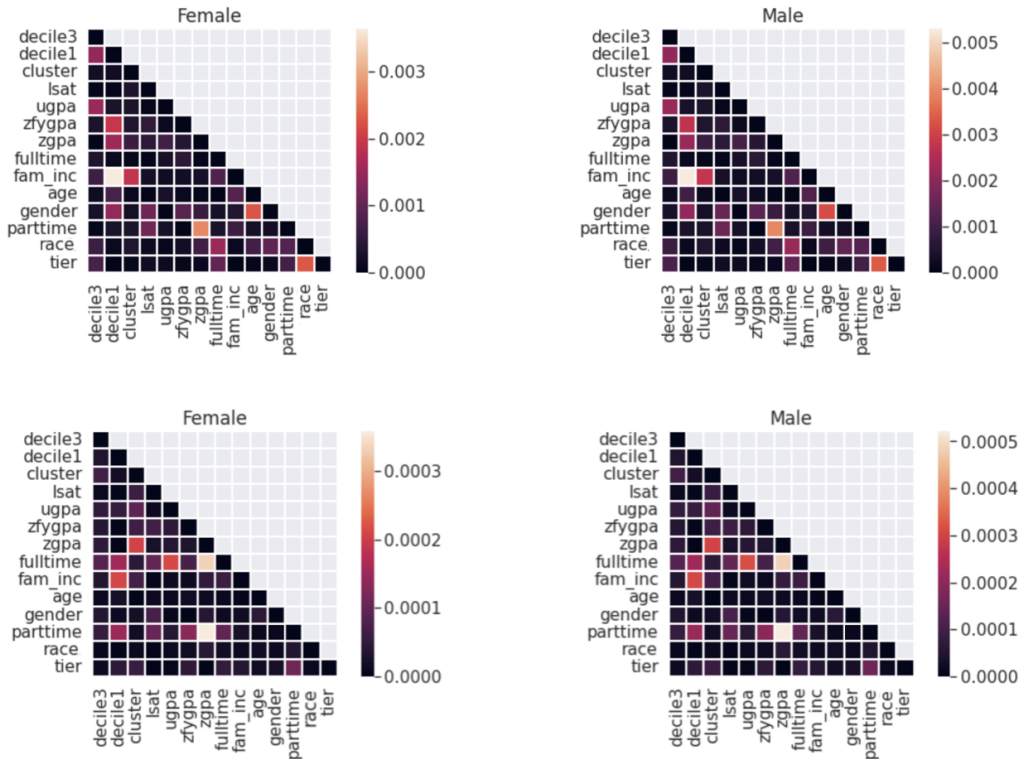 Female
decile3
decile1
cluster
lsat
ugpa
zfygpa
zgpa
fulltime
fam_inc
age
gender
parttime
race
tier
decile3
decile1
cluster
lsat
ugpa
zfygpa
zgpa
fulltime
fam_inc
age
gender
parttime
race
tier
0.003
0.002
0.001
0.000
Male
decile3
decile1
cluster
lsat
ugpa
zfygpa
zgpa
fulltime
fam_inc
age
gender
parttime
race
tier
decile3
decile1
cluster
lsat
ugpa
zfygpa
zgpa
fulltime
fam_inc
age
gender
parttime
race
tier
0.005
0.004
0.003
0.002
0.001
0.000
Female
decile3
decile1
cluster
lsat
ugpa
zfygpa
zgpa
fulltime
fam_inc
age
gender
parttime
race
tier
decile3
decile1
cluster
lsat
ugpa
zfygpa
zgpa
fulltime
fam_inc
age
gender
parttime
race
tier
0.0003
0.0002
0.0001
0.0000
Male
decile3
decile1
cluster
lsat
ugpa
zfygpa
zgpa
fulltime
fam_inc
age
gender
parttime
race
tier
decile3
decile1
cluster
lsat
ugpa
zfygpa
zgpa
fulltime
fam_inc
age
gender
parttime
race
tier
0.0005
0.0004
0.0003
0.0002
0.0001
0.0000